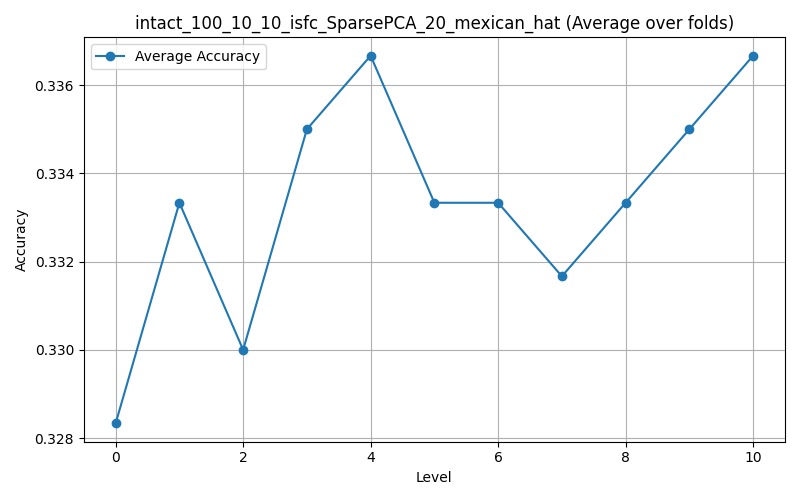 intact_100_10_10_isfc_SparsePCA_20_mexican_hat (Average over folds)
Average Accuracy
Accuracy
0.336
0.334
0.332
0.330
0.328
0 2 4 6 8 10
Level